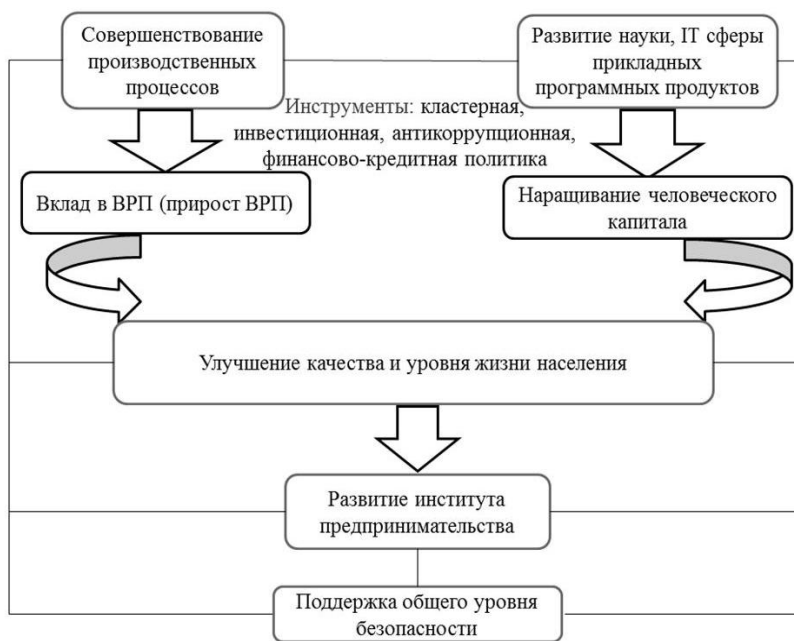 Совершенствование
производственных
процессов
Развитие науки, IT сферы
прикладных
программных продуктов
Инструменты: кластерная,
инвестиционная, антикоррупционная,
финансово-кредитная политика
Вклад в ВРП (прирост ВРП)
Наращивание человеческого
капитала
Улучшение качества и уровня жизни населения
Развитие института
предпринимательства
Поддержка общего уровня
безопасности